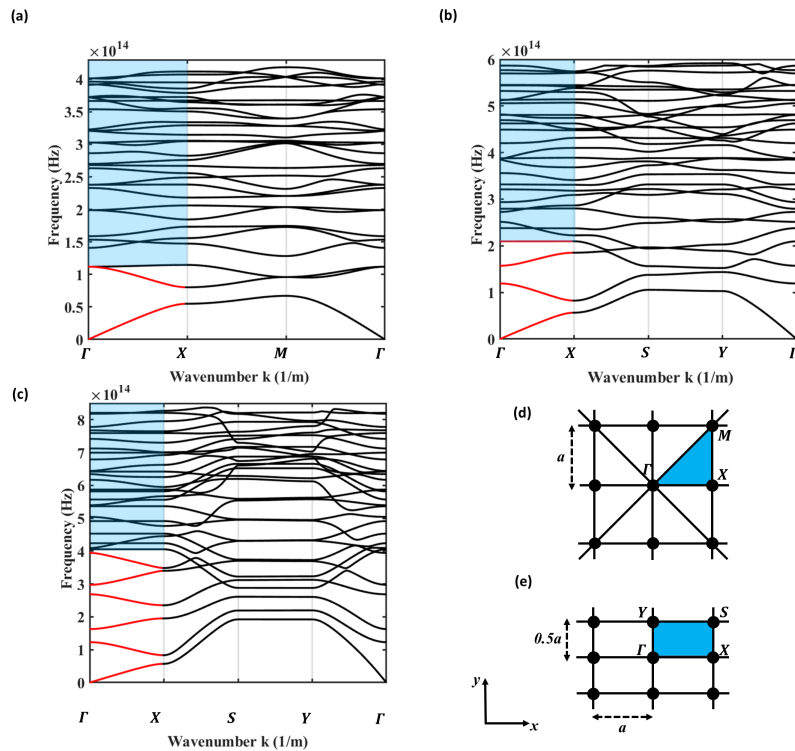 (a)
×10^14
4
3.5
3
2.5
2
1.5
1
0.5
0
Frequency (Hz)
Γ X M Γ
Wavenumber k (1/m)
(b)
×10^14
6
5
4
3
2
1
0
Frequency (Hz)
Γ X S Y Γ
Wavenumber k (1/m)
(c)
×10^14
8
7
6
5
4
3
2
1
0
Frequency (Hz)
Γ X S Y Γ
Wavenumber k (1/m)
(d)
M
a
Γ
X
(e)
Y S
0.5a
Γ X
a
y
x